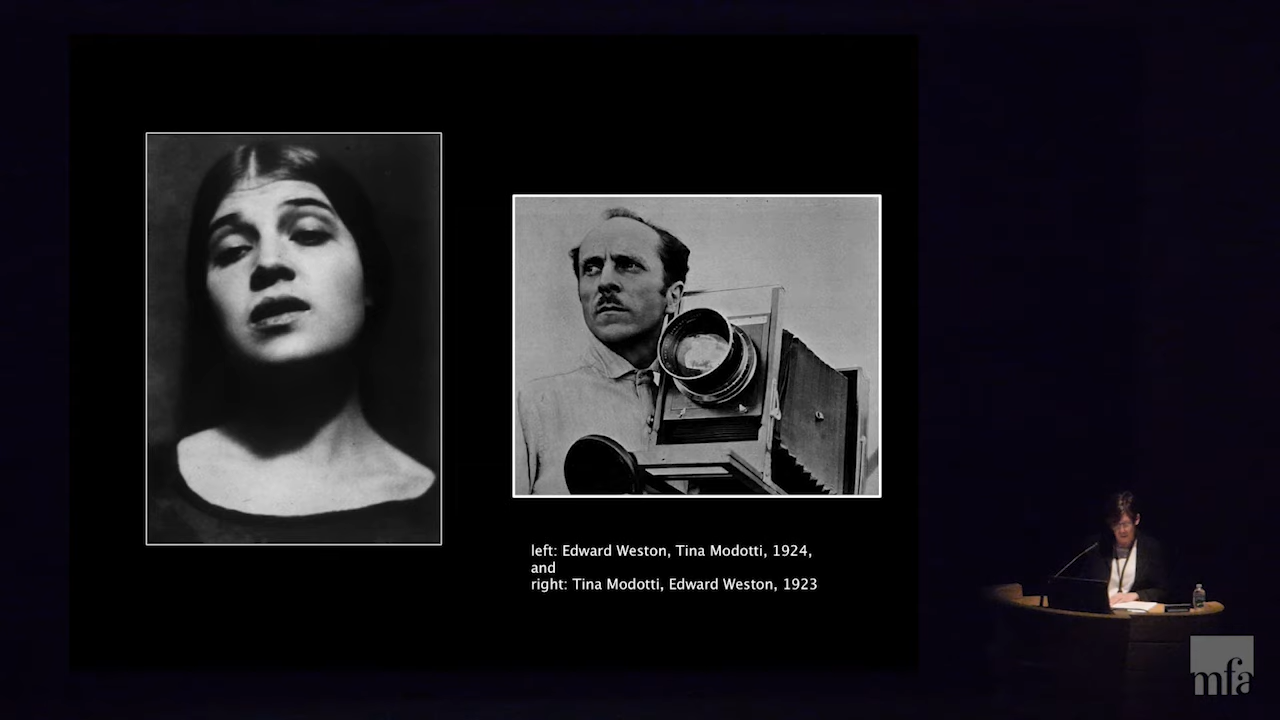 left: Edward Weston, Tina Modotti, 1924,
and
right: Tina Modotti, Edward Weston, 1923
mfa